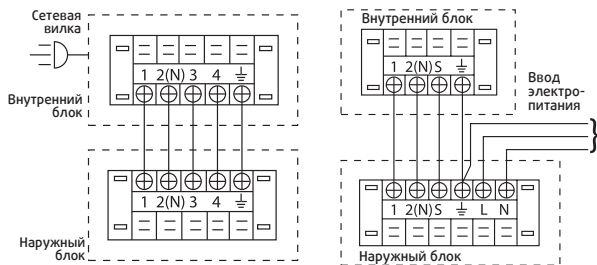 Сетевая
вилка
1 2(N) 3 4
Внутренний
блок
1 2(N) 3 4
Наружный
блок
Внутренний блок
1 2(N) S
Ввод
электро-
питания
1 2(N) S L N
Наружный блок